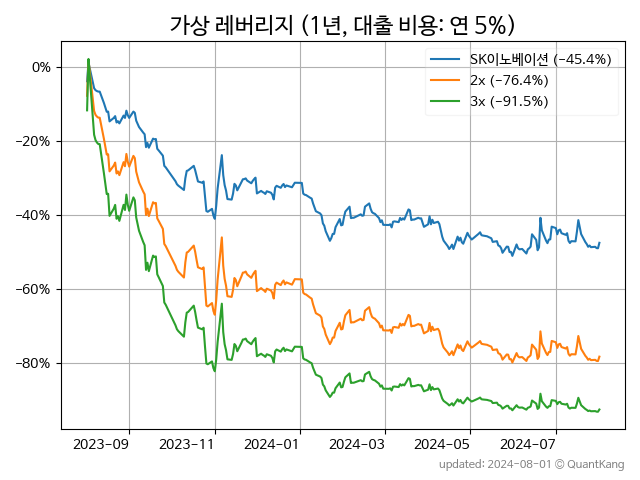 가상 레버리지 (1년, 대출 비용: 연 5%)
SK이노베이션 (−45.4%)
2x (−76.4%)
3x (−91.5%)
0%
−20%
−40%
−60%
−80%
2023-09 2023-11 2024-01 2024-03 2024-05 2024-07
updated: 2024-08-01 © QuantKang